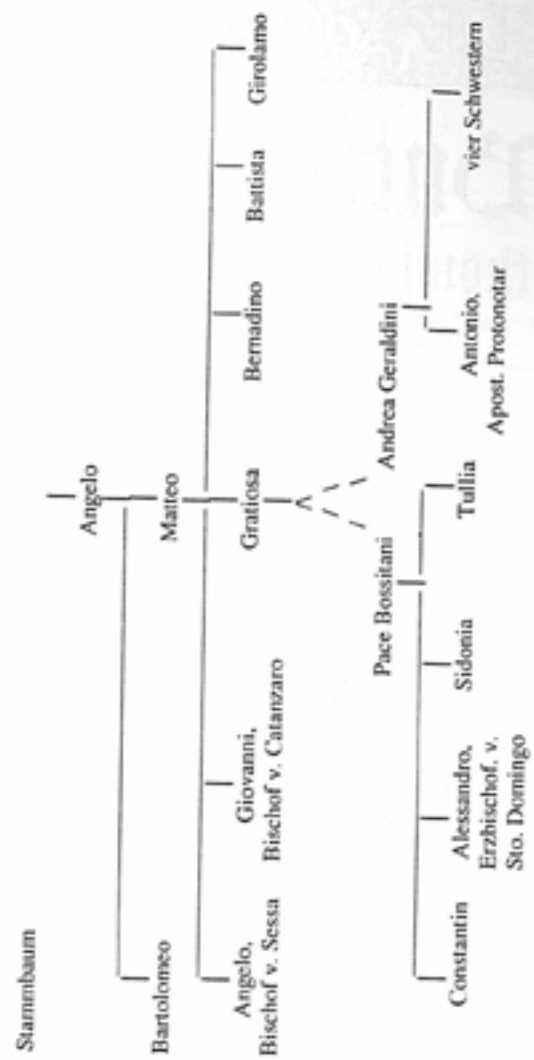 Stammbaum
Angelo
Bartolomeo
Matteo
Angelo,
Bischof v. Sessa
Giovanni,
Bischof v. Catanzaro
Gratiosa
Bernadino
Battista
Girolamo
Pace Bossitani
Andrea Geraldini
Constantin
Alessandro,
Erzbischof. v.
Sto. Domingo
Sidonia
Tullia
Antonio,
Apost. Protonotar
vier Schwestern